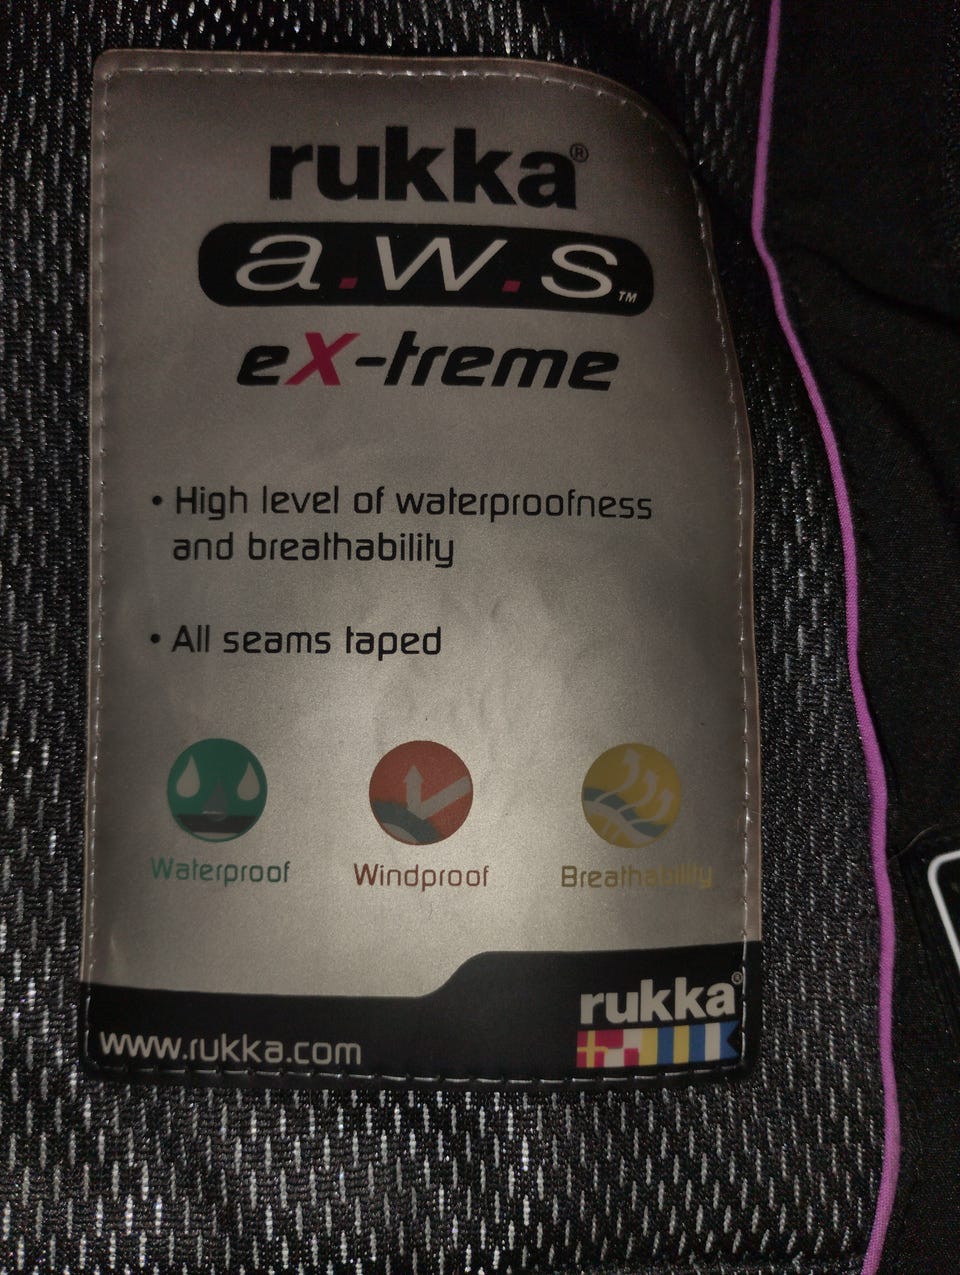 rukka®
a.w.s™
eX-treme
• High level of waterproofness
and breathability
• All seams taped
Waterproof Windproof Breathability
rukka®
www.rukka.com